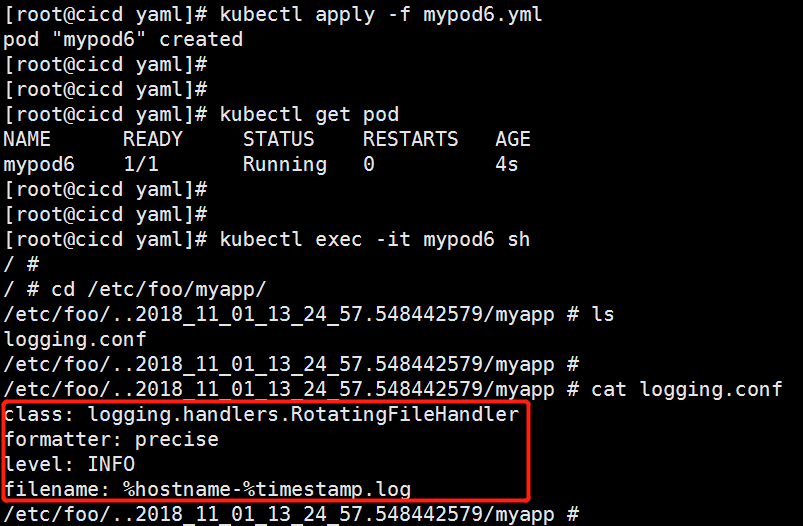 [root@cicd yaml]# kubectl apply -f mypod6.yml
pod "mypod6" created
[root@cicd yaml]#
[root@cicd yaml]#
[root@cicd yaml]# kubectl get pod
NAME      READY     STATUS    RESTARTS   AGE
mypod6    1/1       Running   0          4s
[root@cicd yaml]#
[root@cicd yaml]#
[root@cicd yaml]# kubectl exec -it mypod6 sh
/ #
/ # cd /etc/foo/myapp/
/etc/foo/..2018_11_01_13_24_57.548442579/myapp # ls
logging.conf
/etc/foo/..2018_11_01_13_24_57.548442579/myapp #
/etc/foo/..2018_11_01_13_24_57.548442579/myapp # cat logging.conf
class: logging.handlers.RotatingFileHandler
formatter: precise
level: INFO
filename: %hostname-%timestamp.log
/etc/foo/..2018_11_01_13_24_57.548442579/myapp #